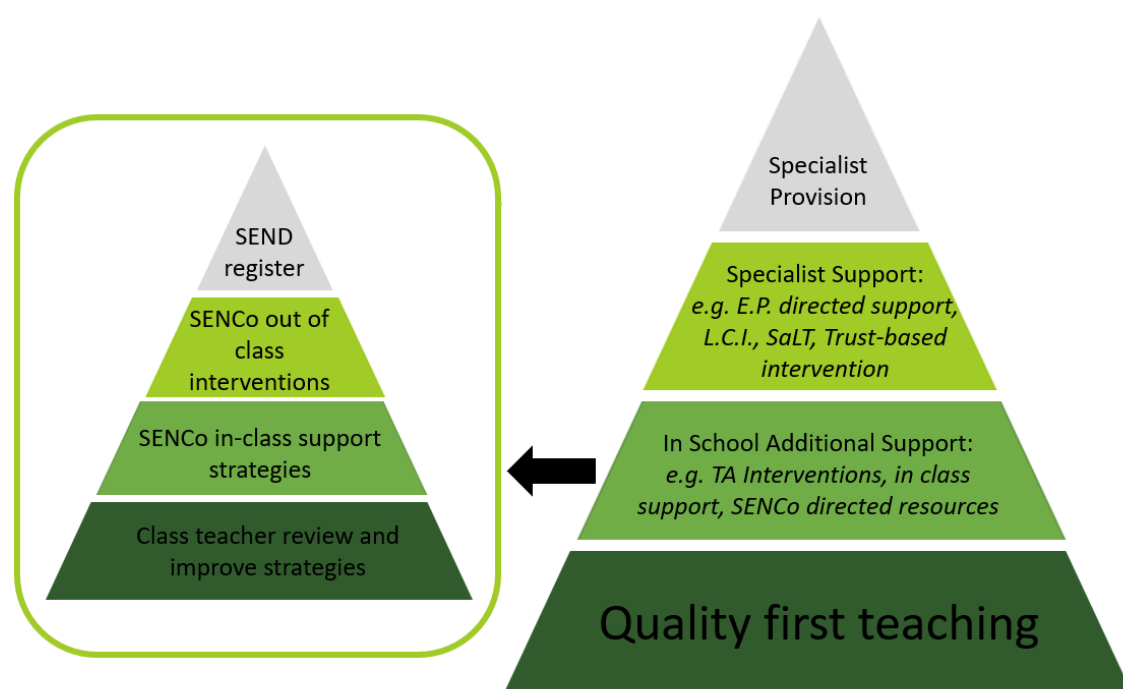 SEND
register
SENCo out of
class
interventions
SENCo in-class support
strategies
Class teacher review and
improve strategies
Specialist
Provision
Specialist Support:
e.g. E.P. directed support,
L.C.I., SaLT, Trust-based
intervention
In School Additional Support:
e.g. TA Interventions, in class
support, SENCo directed resources
Quality first teaching